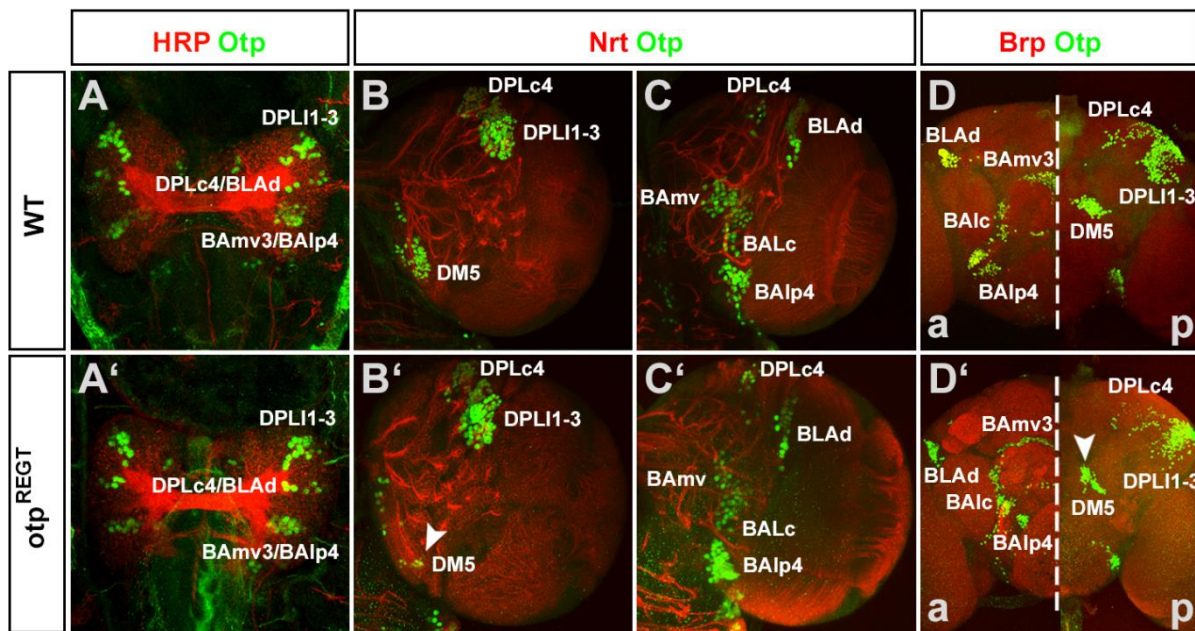 HRP Otp
Nrt Otp
Brp Otp
WT
A
DPLl1-3
DPLc4/BLAd
BAmv3/BAlp4
B
DPLc4
DPLl1-3
DM5
C
DPLc4
BLAd
BAmv
BALc
BAlp4
D
DPLc4
BLAd
BAmv3
DPLl1-3
BAlc
DM5
BAlp4
a
p
otpREGT
A'
DPLl1-3
DPLc4/BLAd
BAmv3/BAlp4
B'
DPLc4
DPLl1-3
DM5
C'
DPLc4
BLAd
BAmv
BALc
BAlp4
D'
DPLc4
BAmv3
BLAd
DPLl1-3
BAlc
DM5
BAlp4
a
p